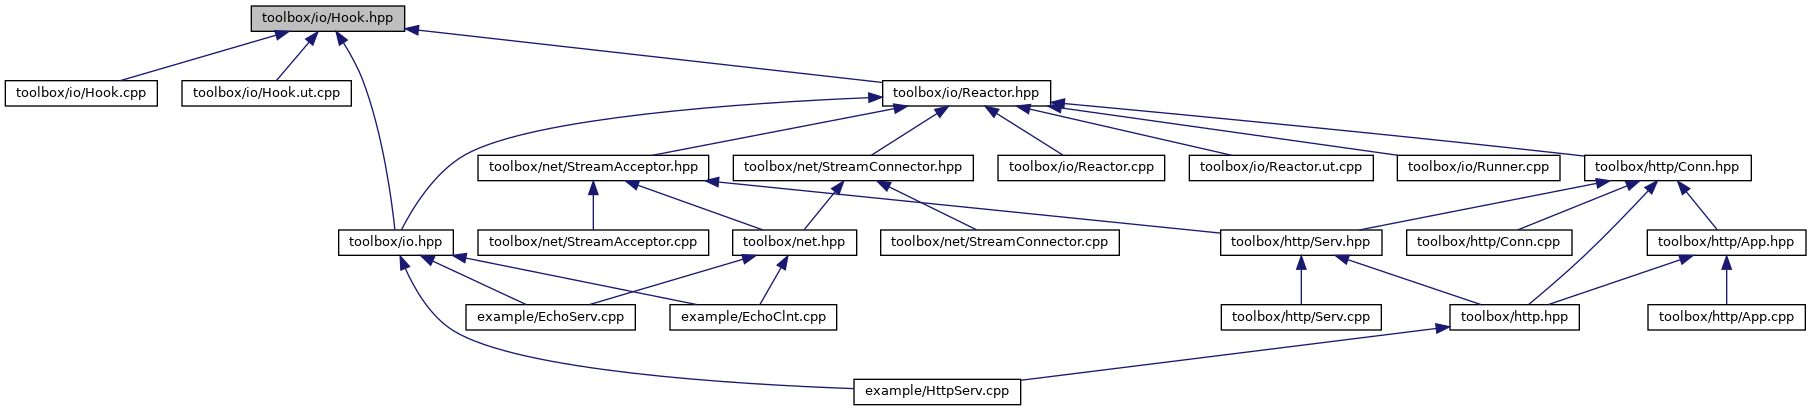 toolbox/io/Hook.hpp
toolbox/io/Hook.cpp
toolbox/io/Hook.ut.cpp
toolbox/io/Reactor.hpp
toolbox/net/StreamAcceptor.hpp
toolbox/net/StreamConnector.hpp
toolbox/io/Reactor.cpp
toolbox/io/Reactor.ut.cpp
toolbox/io/Runner.cpp
toolbox/http/Conn.hpp
toolbox/io.hpp
toolbox/net/StreamAcceptor.cpp
toolbox/net.hpp
toolbox/net/StreamConnector.cpp
toolbox/http/Serv.hpp
toolbox/http/Conn.cpp
toolbox/http/App.hpp
example/EchoServ.cpp
example/EchoClnt.cpp
toolbox/http/Serv.cpp
toolbox/http.hpp
toolbox/http/App.cpp
example/HttpServ.cpp